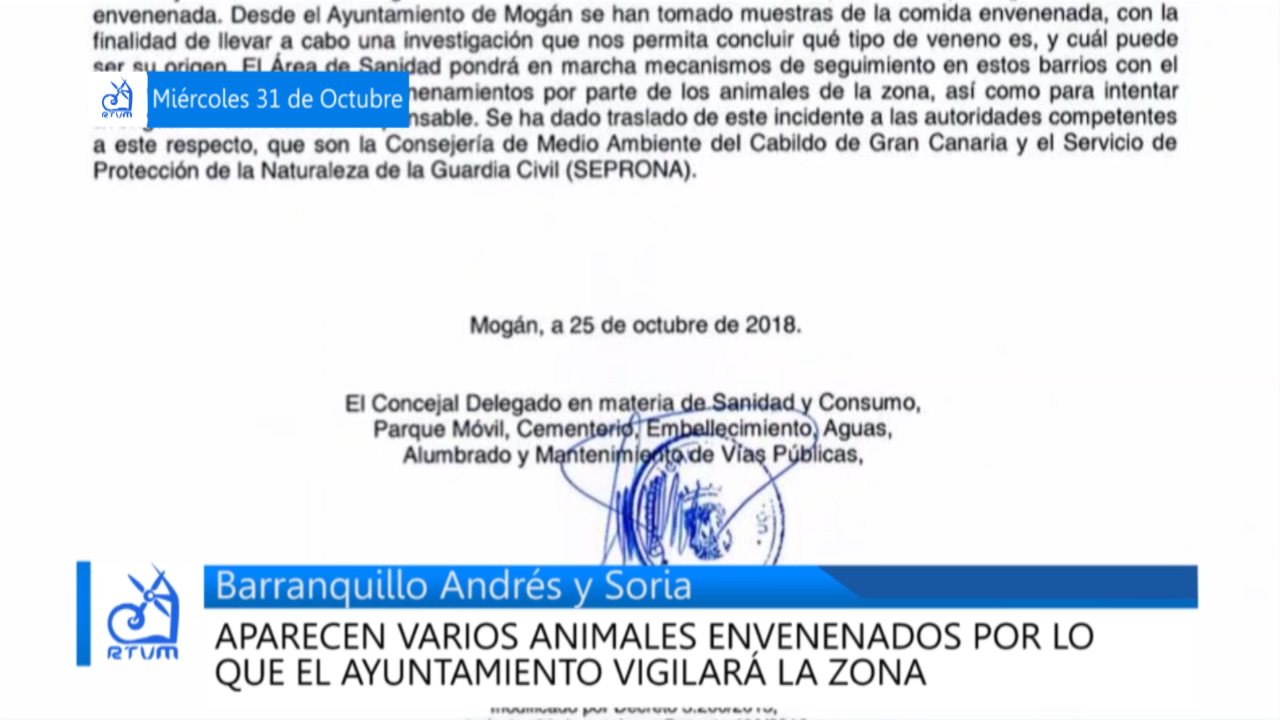 envenenada. Desde el Ayuntamiento de Mogán se han tomado muestras de la comida envenenada, con la
finalidad de llevar a cabo una investigación que nos permita concluir qué tipo de veneno es, y cuál puede
ser su origen. El Área de Sanidad pondrá en marcha mecanismos de seguimiento en estos barrios con el
RTVM
Miércoles 31 de Octubre
por parte de los animales de la zona, así como para intentar
Se ha dado traslado de este incidente a las autoridades competentes
a este respecto, que son la Consejería de Medio Ambiente del Cabildo de Gran Canaria y el Servicio de
Protección de la Naturaleza de la Guardia Civil (SEPRONA).
Mogán, a 25 de octubre de 2018.
El Concejal Delegado en materia de Sanidad y Consumo,
Parque Móvil, Cementerio, Embellecimiento, Aguas,
Alumbrado y Mantenimiento de Vías Públicas,
Barranquillo Andrés y Soria
RTVM
APARECEN VARIOS ANIMALES ENVENENADOS POR LO
QUE EL AYUNTAMIENTO VIGILARÁ LA ZONA